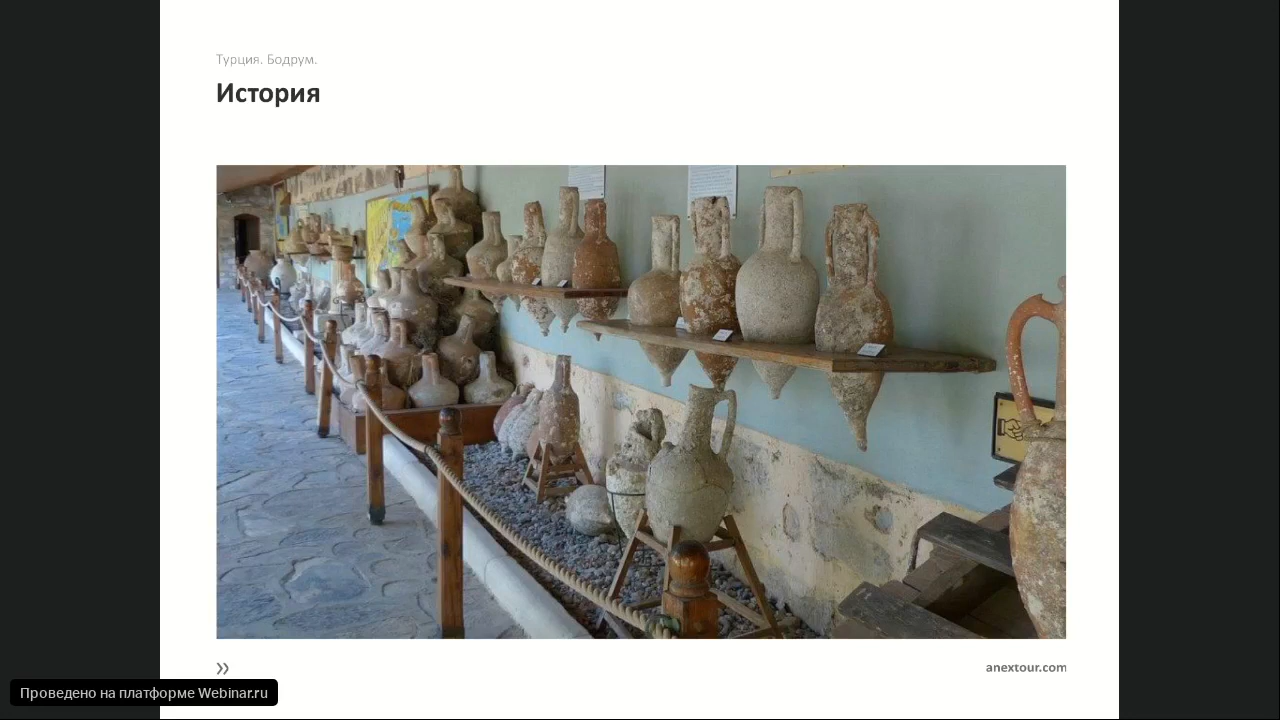 Турция. Бодрум.
История
anextour.com
Проведено на платформе Webinar.ru